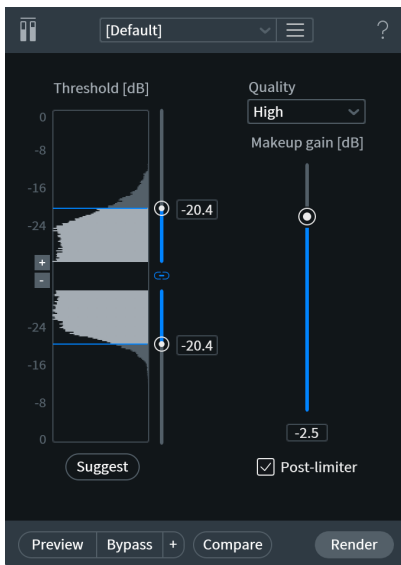 [Default]
?
Threshold [dB]
Quality
High
Makeup gain [dB]
0
-8
-16
-20.4
-24
+
-
-24
-20.4
-16
-8
0
-2.5
Suggest
Post-limiter
Preview
Bypass
+
Compare
Render